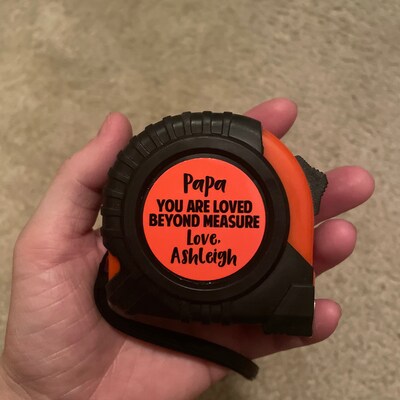 Papa
YOU ARE LOVED
BEYOND MEASURE
Love,
Ashleigh